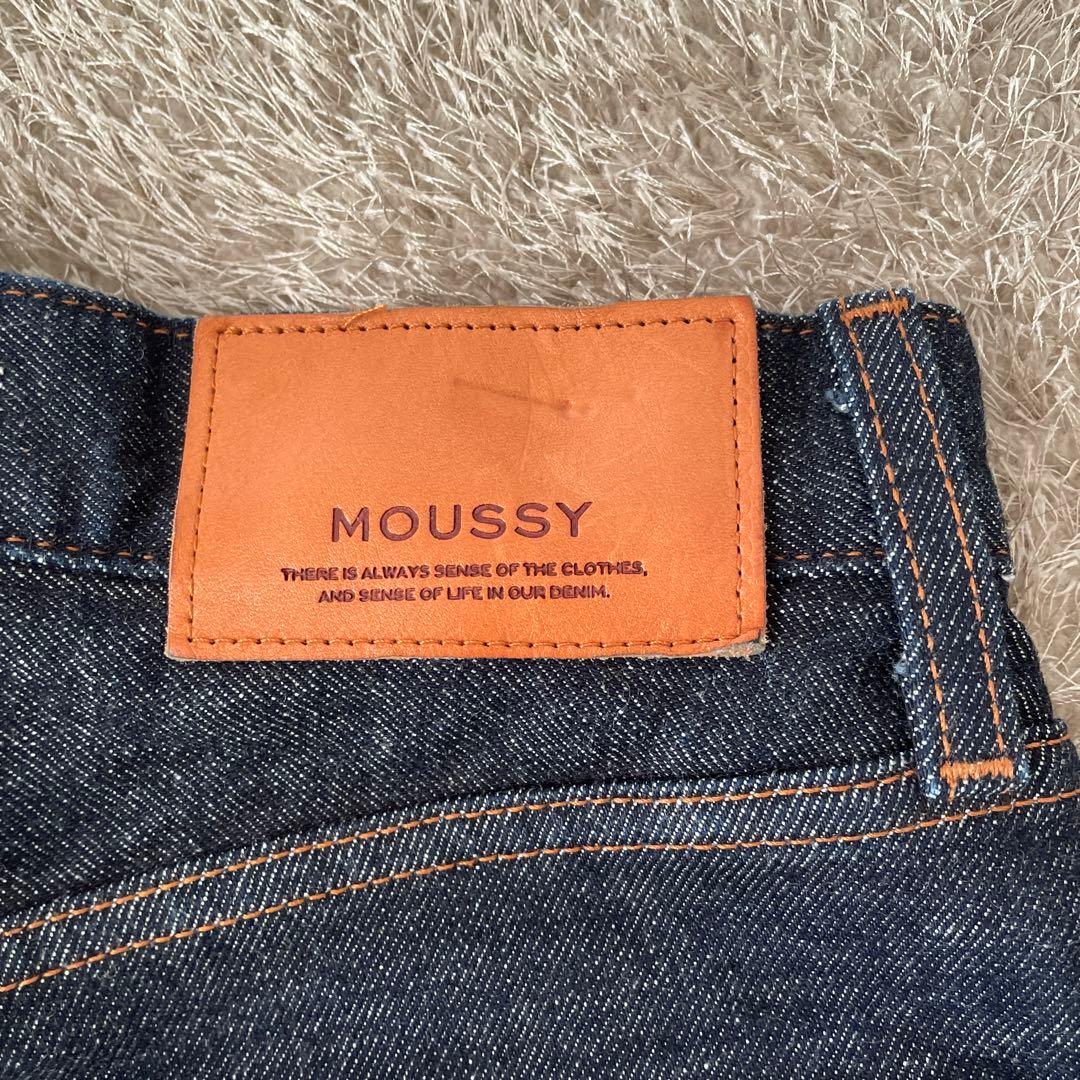 MOUSSY
THERE IS ALWAYS SENSE OF THE CLOTHES,
AND SENSE OF LIFE IN OUR DENIM.